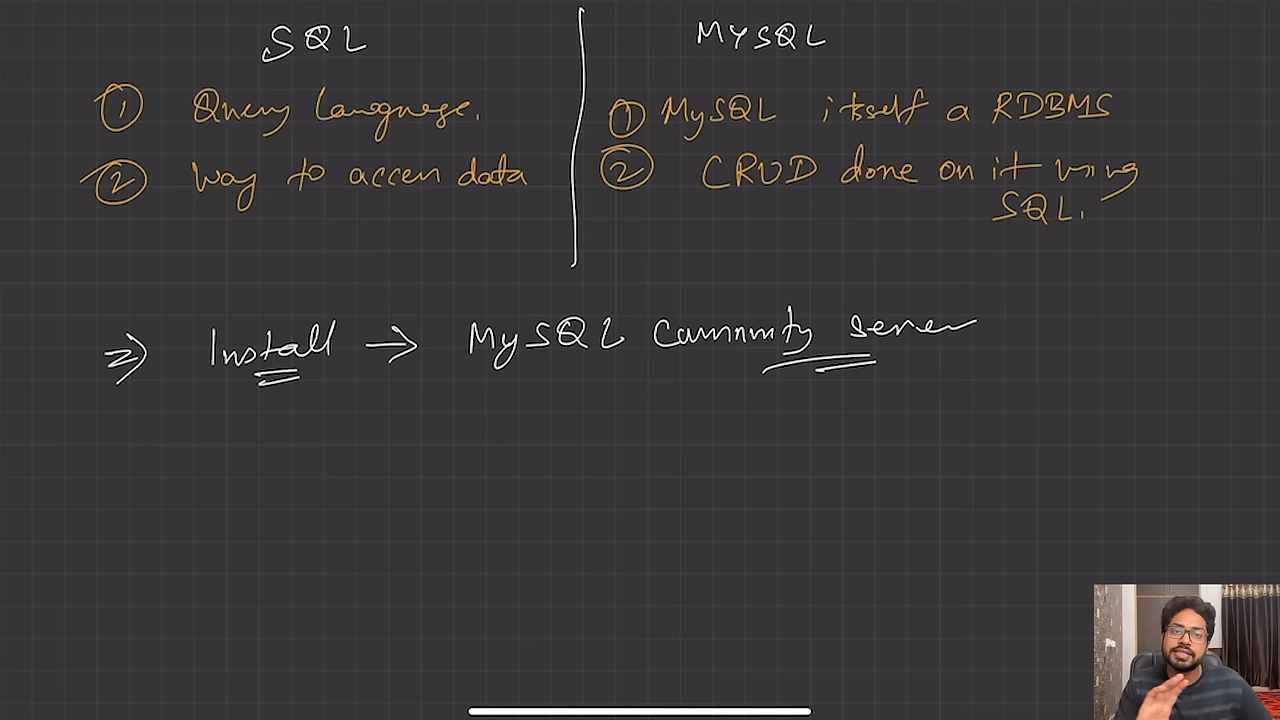 SQL
① Query language.
② Way to access data
MYSQL
① MySQL itself a RDBMS
② CRUD done on it using
SQL.
⇒ Install → MySQL Community server